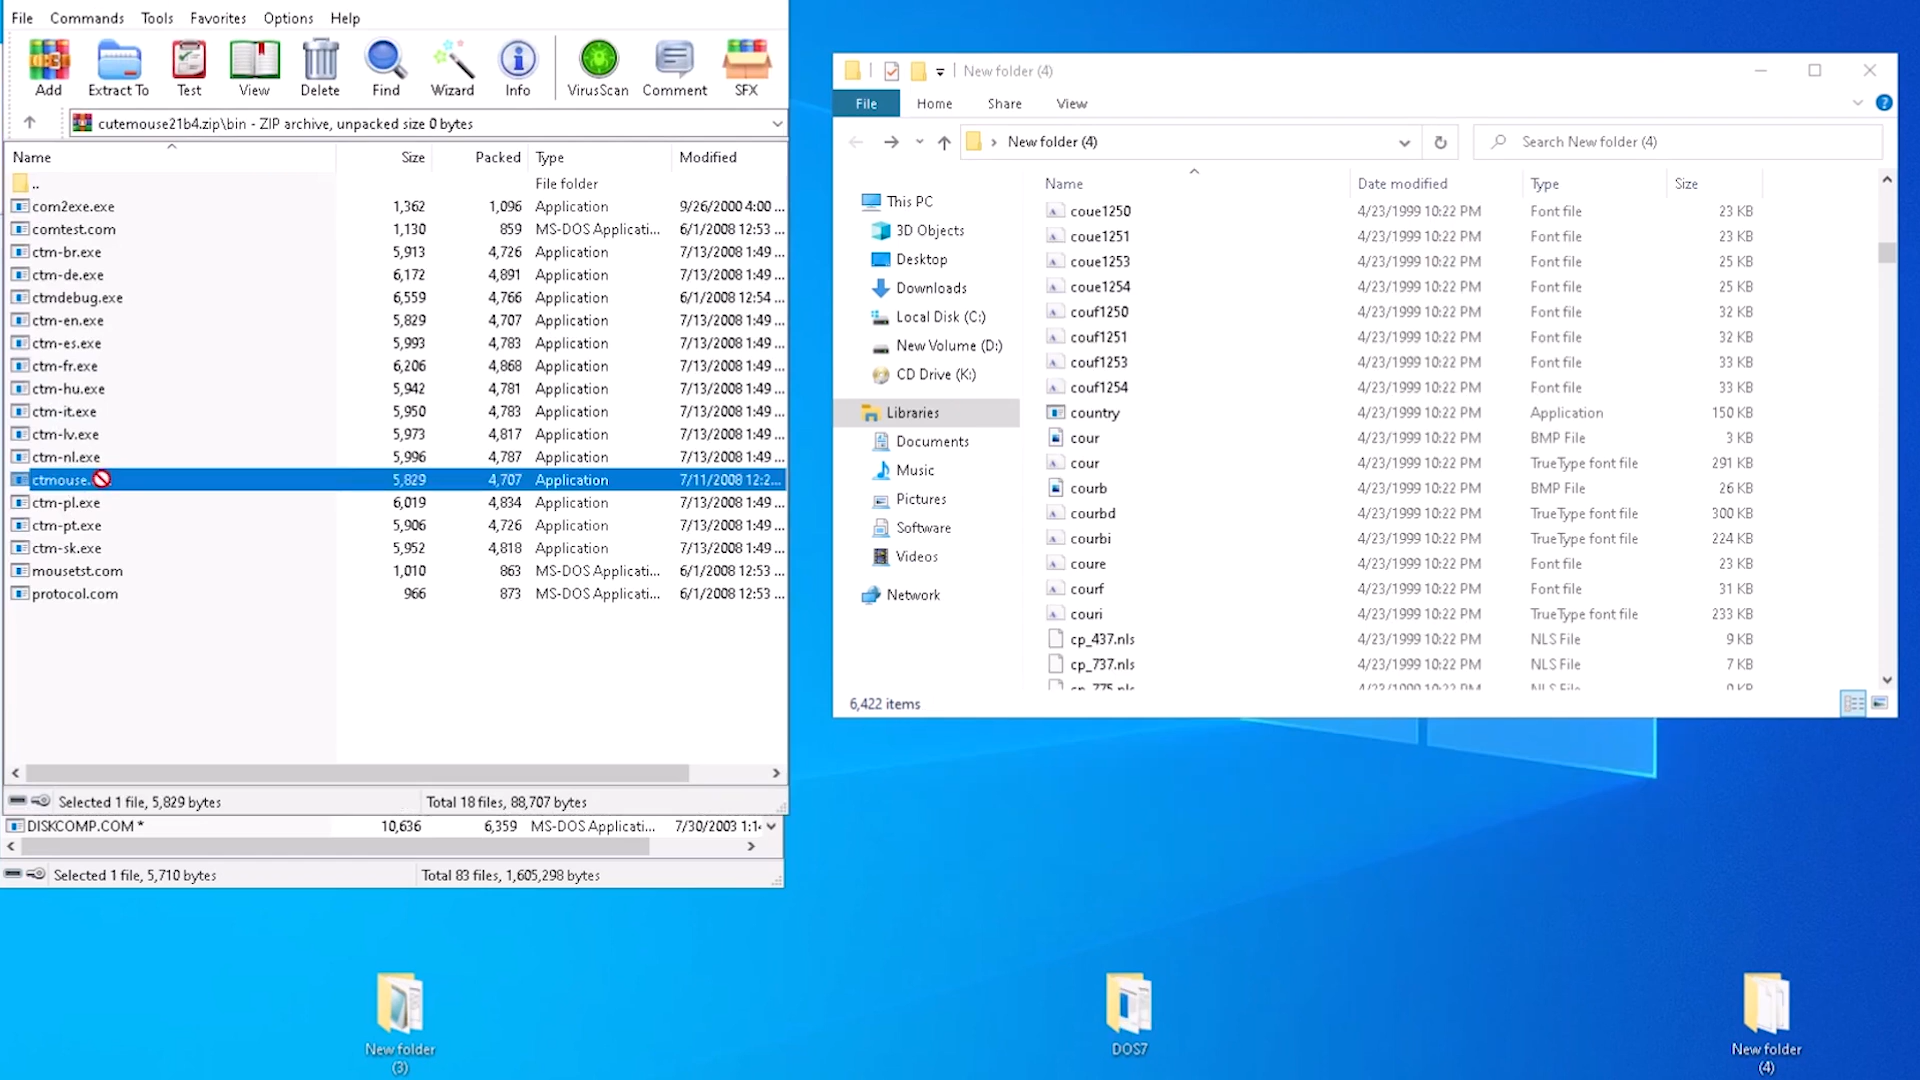 File Commands Tools Favorites Options Help
Add Extract To Test View Delete Find Wizard Info VirusScan Comment SFX
cutemouse21b4.zip\bin - ZIP archive, unpacked size 0 bytes
Name Size Packed Type Modified
.. File folder
com2exe.exe 1,362 1,096 Application 9/26/2000 4:00 ...
comtest.com 1,130 859 MS-DOS Applicati... 6/1/2008 12:53 ...
ctm-br.exe 5,913 4,726 Application 7/13/2008 1:49 ...
ctm-de.exe 6,172 4,891 Application 7/13/2008 1:49 ...
ctmdebug.exe 6,559 4,766 Application 6/1/2008 12:54 ...
ctm-en.exe 5,829 4,707 Application 7/13/2008 1:49 ...
ctm-es.exe 5,993 4,783 Application 7/13/2008 1:49 ...
ctm-fr.exe 6,206 4,868 Application 7/13/2008 1:49 ...
ctm-hu.exe 5,942 4,781 Application 7/13/2008 1:49 ...
ctm-it.exe 5,950 4,783 Application 7/13/2008 1:49 ...
ctm-lv.exe 5,973 4,817 Application 7/13/2008 1:49 ...
ctm-nl.exe 5,996 4,787 Application 7/13/2008 1:49 ...
ctmouse. 5,829 4,707 Application 7/11/2008 12:2...
ctm-pl.exe 6,019 4,834 Application 7/13/2008 1:49 ...
ctm-pt.exe 5,906 4,726 Application 7/13/2008 1:49 ...
ctm-sk.exe 5,952 4,818 Application 7/13/2008 1:49 ...
mousetst.com 1,010 863 MS-DOS Applicati... 6/1/2008 12:53 ...
protocol.com 966 873 MS-DOS Applicati... 6/1/2008 12:53 ...
Selected 1 file, 5,829 bytes Total 18 files, 88,707 bytes
DISKCOMP.COM * 10,636 6,359 MS-DOS Applicati... 7/30/2003 1:14
Selected 1 file, 5,710 bytes Total 83 files, 1,605,298 bytes
New folder (4)
File Home Share View
New folder (4) Search New folder (4)
This PC
3D Objects
Desktop
Downloads
Local Disk (C:)
New Volume (D:)
CD Drive (K:)
Libraries
Documents
Music
Pictures
Software
Videos
Network
Name Date modified Type Size
coue1250 4/23/1999 10:22 PM Font file 23 KB
coue1251 4/23/1999 10:22 PM Font file 23 KB
coue1253 4/23/1999 10:22 PM Font file 25 KB
coue1254 4/23/1999 10:22 PM Font file 25 KB
couf1250 4/23/1999 10:22 PM Font file 32 KB
couf1251 4/23/1999 10:22 PM Font file 32 KB
couf1253 4/23/1999 10:22 PM Font file 33 KB
couf1254 4/23/1999 10:22 PM Font file 33 KB
country 4/23/1999 10:22 PM Application 150 KB
cour 4/23/1999 10:22 PM BMP File 3 KB
cour 4/23/1999 10:22 PM TrueType font file 291 KB
courb 4/23/1999 10:22 PM BMP File 26 KB
courbd 4/23/1999 10:22 PM TrueType font file 300 KB
courbi 4/23/1999 10:22 PM TrueType font file 224 KB
coure 4/23/1999 10:22 PM Font file 23 KB
courf 4/23/1999 10:22 PM Font file 31 KB
couri 4/23/1999 10:22 PM TrueType font file 233 KB
cp_437.nls 4/23/1999 10:22 PM NLS File 9 KB
cp_737.nls 4/23/1999 10:22 PM NLS File 7 KB
cp_775.nls 4/23/1999 10:22 PM NLS File
6,422 items
New folder
(3)
DOS7
New folder
(4)